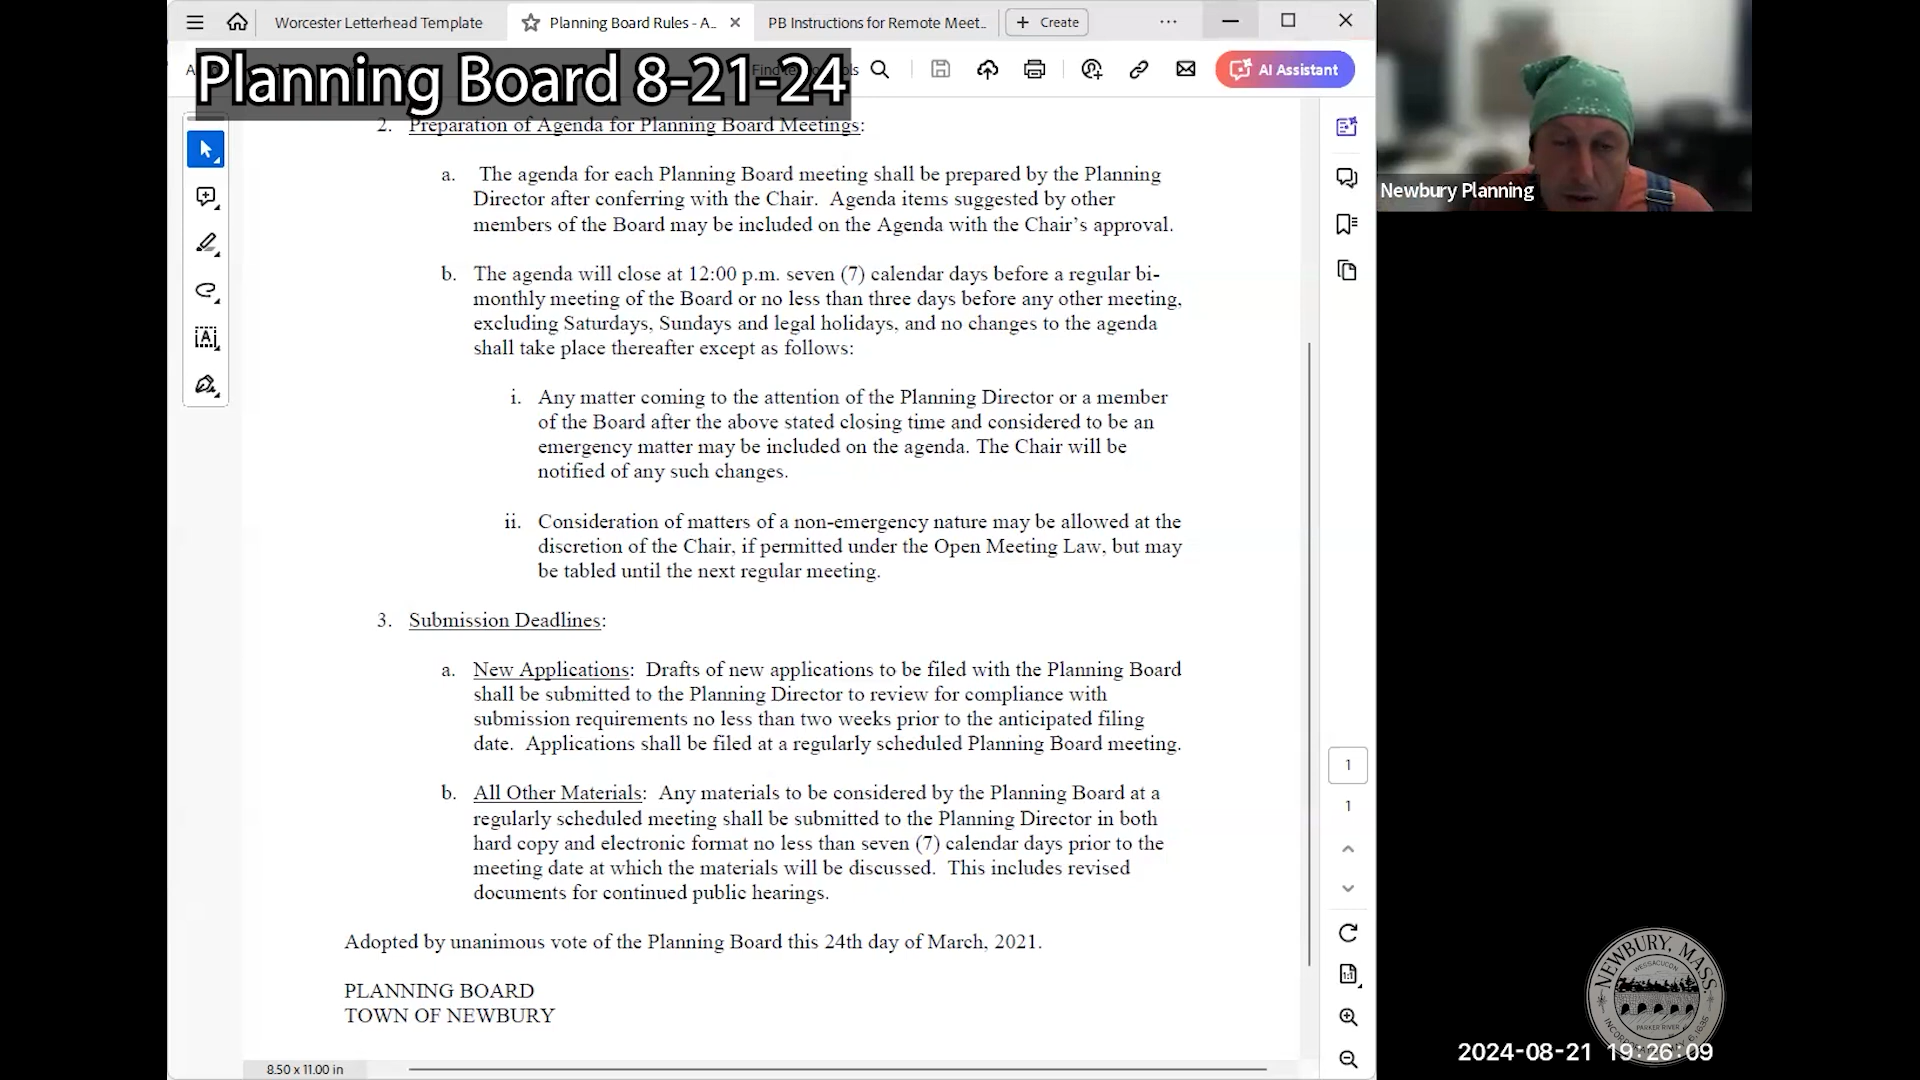 Worcester Letterhead Template
Planning Board Rules - A..
PB Instructions for Remote Meet..
Create
Planning Board 8-21-24
AI Assistant
2. Preparation of Agenda for Planning Board Meetings:
a. The agenda for each Planning Board meeting shall be prepared by the Planning
Director after conferring with the Chair. Agenda items suggested by other
members of the Board may be included on the Agenda with the Chair's approval.
b. The agenda will close at 12:00 p.m. seven (7) calendar days before a regular bi-
monthly meeting of the Board or no less than three days before any other meeting,
excluding Saturdays, Sundays and legal holidays, and no changes to the agenda
shall take place thereafter except as follows:
i. Any matter coming to the attention of the Planning Director or a member
of the Board after the above stated closing time and considered to be an
emergency matter may be included on the agenda. The Chair will be
notified of any such changes.
ii. Consideration of matters of a non-emergency nature may be allowed at the
discretion of the Chair, if permitted under the Open Meeting Law, but may
be tabled until the next regular meeting.
3. Submission Deadlines:
a. New Applications: Drafts of new applications to be filed with the Planning Board
shall be submitted to the Planning Director to review for compliance with
submission requirements no less than two weeks prior to the anticipated filing
date. Applications shall be filed at a regularly scheduled Planning Board meeting.
b. All Other Materials: Any materials to be considered by the Planning Board at a
regularly scheduled meeting shall be submitted to the Planning Director in both
hard copy and electronic format no less than seven (7) calendar days prior to the
meeting date at which the materials will be discussed. This includes revised
documents for continued public hearings.
Adopted by unanimous vote of the Planning Board this 24th day of March, 2021.
PLANNING BOARD
TOWN OF NEWBURY
8.50 x 11.00 in
1
1
Newbury Planning
NEWBURY, MASS.
WESSACUCON
PARKER RIVER
2024-08-21 19:26:09